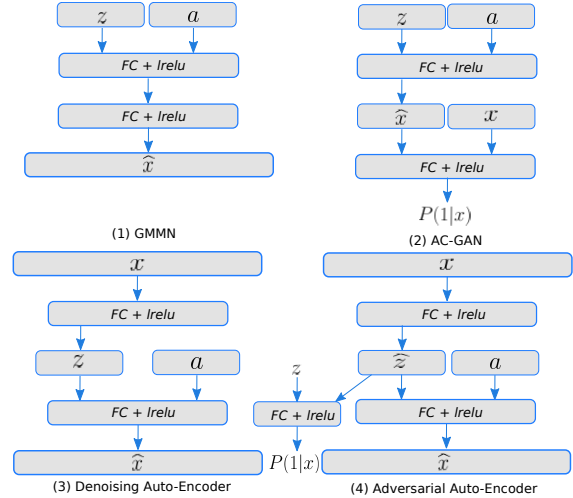 z a
FC + lrelu
FC + lrelu
x̂
(1) GMMN
z a
FC + lrelu
x̂ x
FC + lrelu
P(1|x)
(2) AC-GAN
x
FC + lrelu
z a
FC + lrelu
x̂
(3) Denoising Auto-Encoder
x
FC + lrelu
ẑ a
z
FC + lrelu
P(1|x)
FC + lrelu
x̂
(4) Adversarial Auto-Encoder